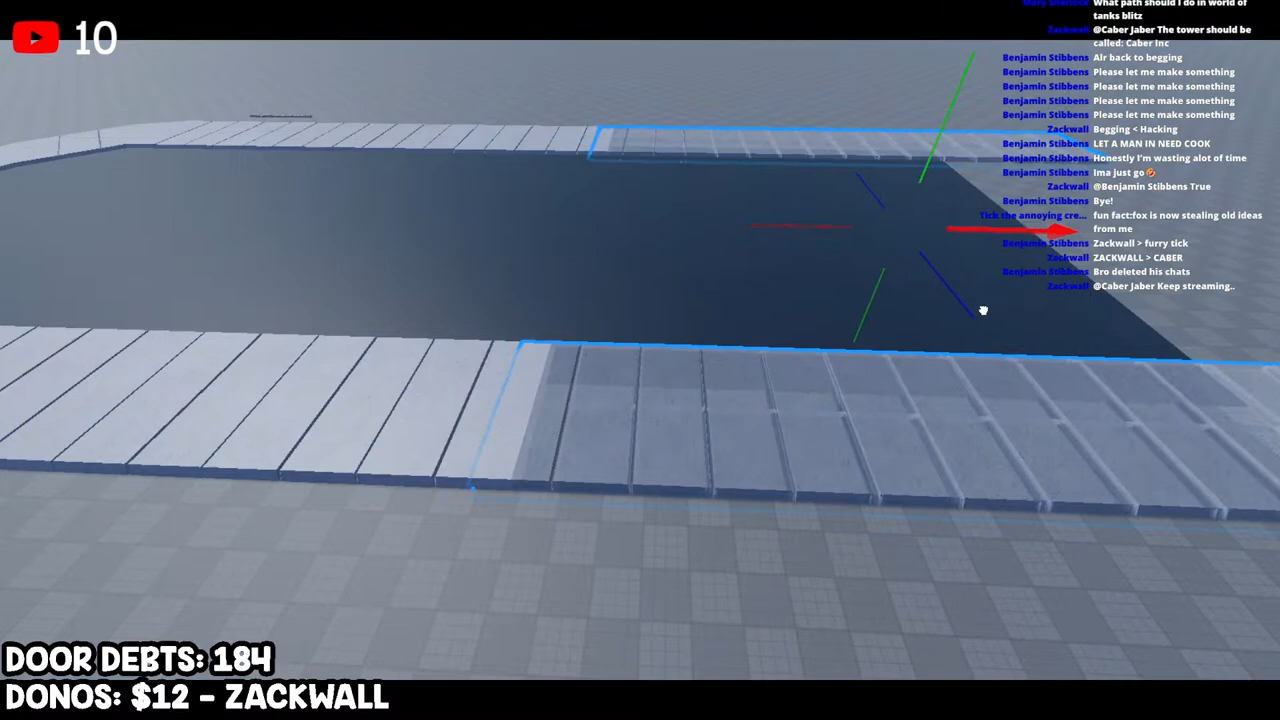 10
Mary Sherlock What path should I do in world of
tanks blitz
Zackwall @Caber Jaber The tower should be
called: Caber Inc
Benjamin Stibbens Alr back to begging
Benjamin Stibbens Please let me make something
Benjamin Stibbens Please let me make something
Benjamin Stibbens Please let me make something
Benjamin Stibbens Please let me make something
Zackwall Begging < Hacking
Benjamin Stibbens LET A MAN IN NEED COOK
Benjamin Stibbens Honestly I'm wasting alot of time
Benjamin Stibbens Ima just go🤣
Zackwall @Benjamin Stibbens True
Benjamin Stibbens Bye!
Tick the annoying cre... fun fact:fox is now stealing old ideas
from me
Benjamin Stibbens Zackwall > furry tick
Zackwall ZACKWALL > CABER
Benjamin Stibbens Bro deleted his chats
Zackwall @Caber Jaber Keep streaming..
DOOR DEBTS: 184
DONOS: $12 - ZACKWALL